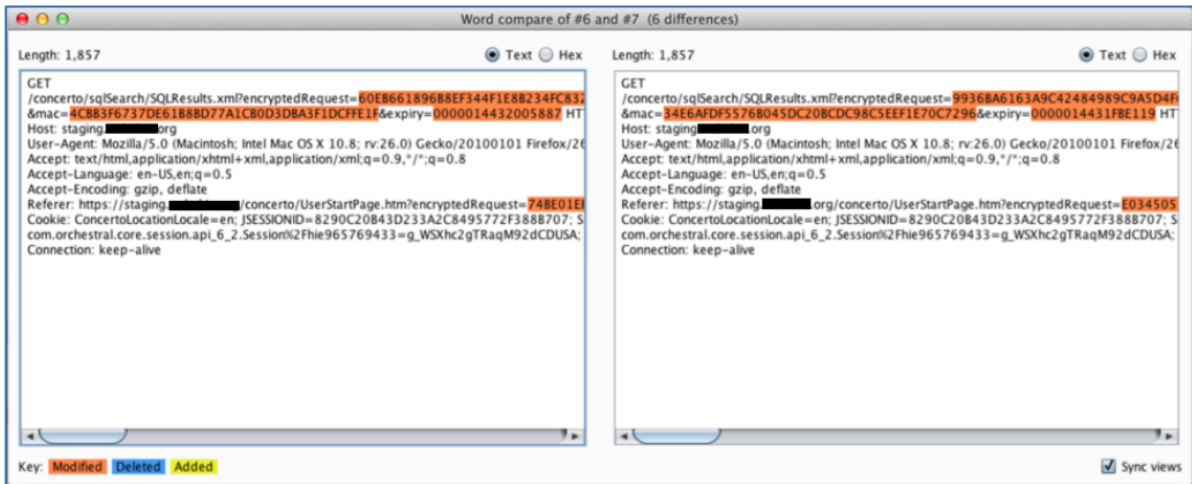 Word compare of #6 and #7 (6 differences)
Length: 1,857
Text
Hex
GET
/concerto/sqlSearch/SQLResults.xml?encryptedRequest=60EB661896B8EF344F1E8B234FC832
&mac=4CBB3F6737DE61B8BD77A1CB0D3DBA3F1DCFFE1F&expiry=0000014432005887 HT
Host: staging. org
User-Agent: Mozilla/5.0 (Macintosh; Intel Mac OS X 10.8; rv:26.0) Gecko/20100101 Firefox/26
Accept: text/html,application/xhtml+xml,application/xml;q=0.9,*/*;q=0.8
Accept-Language: en-US,en;q=0.5
Accept-Encoding: gzip, deflate
Referer: https://staging. /concerto/UserStartPage.htm?encryptedRequest=74BE01E
Cookie: ConcertoLocationLocale=en; JSESSIONID=8290C20B43D233A2C8495772F388B707; S
com.orchestral.core.session.api_6_2.Session%2Fhie965769433=g_WSXhc2gTRaqM92dCDUSA;
Connection: keep-alive
Length: 1,857
Text
Hex
GET
/concerto/sqlSearch/SQLResults.xml?encryptedRequest=9936BA6163A9C42484989C9A5D4F
&mac=34E6AFDF5576B045DC20BCDC98C5EEF1E70C7296&expiry=0000014431FBE119 HT
Host: staging .org
User-Agent: Mozilla/5.0 (Macintosh; Intel Mac OS X 10.8; rv:26.0) Gecko/20100101 Firefox/26
Accept: text/html,application/xhtml+xml,application/xml;q=0.9,*/*;q=0.8
Accept-Language: en-US,en;q=0.5
Accept-Encoding: gzip, deflate
Referer: https://staging. .org/concerto/UserStartPage.htm?encryptedRequest=E034505
Cookie: ConcertoLocationLocale=en; JSESSIONID=8290C20B43D233A2C8495772F388B707; S
com.orchestral.core.session.api_6_2.Session%2Fhie965769433=g_WSXhc2gTRaqM92dCDUSA;
Connection: keep-alive
Key: Modified Deleted Added
Sync views